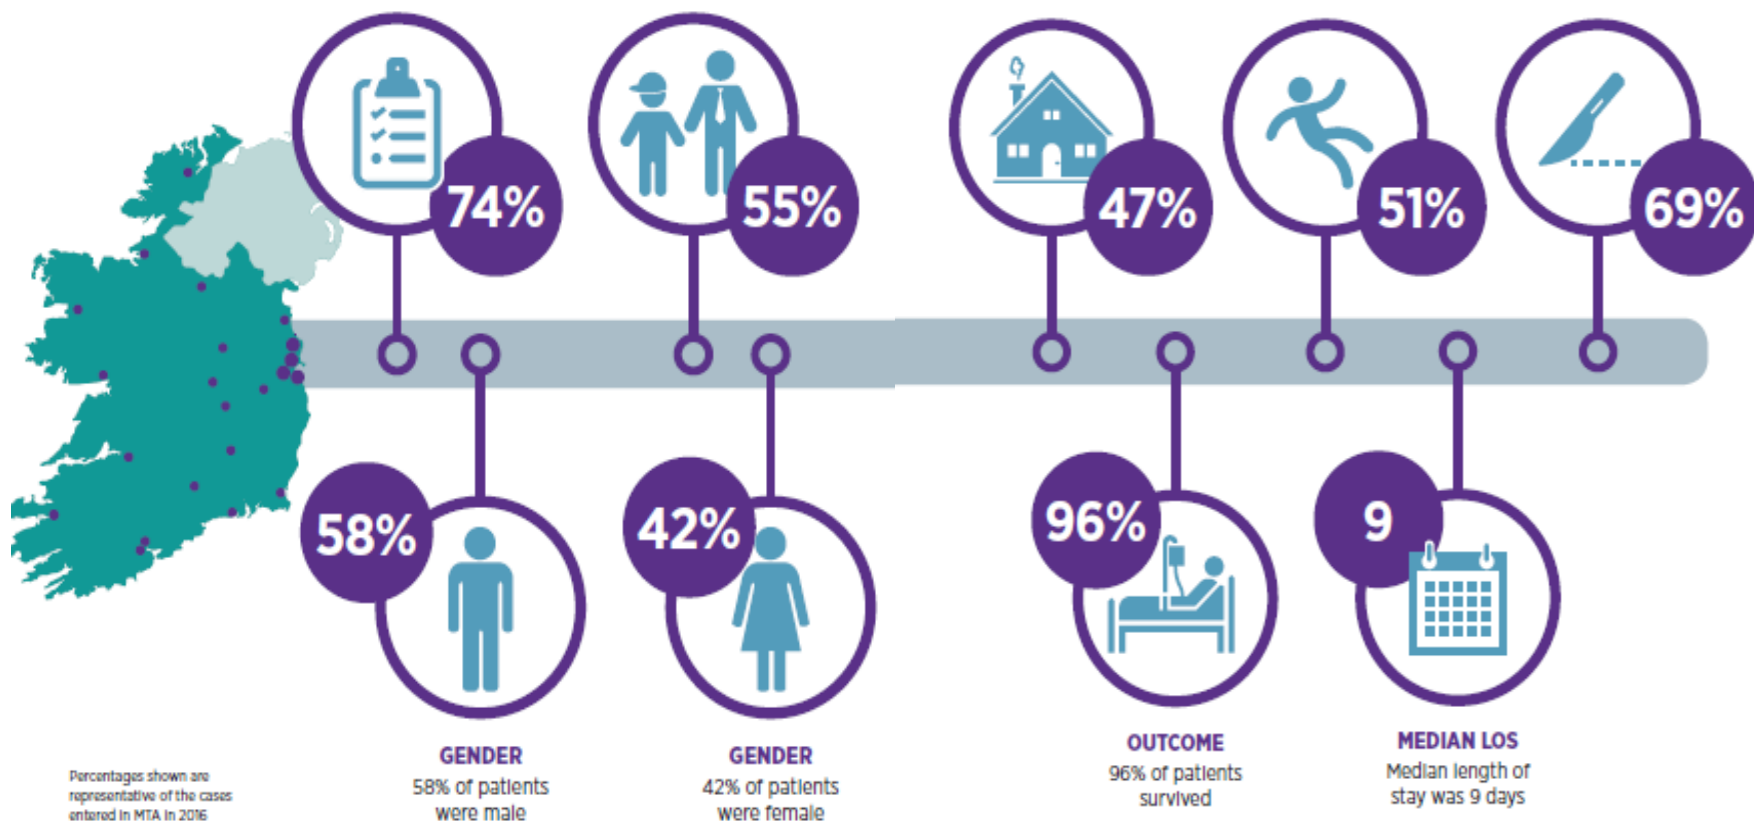 74%
55%
47%
51%
69%
58%
42%
96%
9
GENDER
58% of patients
were male
GENDER
42% of patients
were female
OUTCOME
96% of patients
survived
MEDIAN LOS
Median length of
stay was 9 days
Percentages shown are
representative of the cases
entered in MTA in 2016